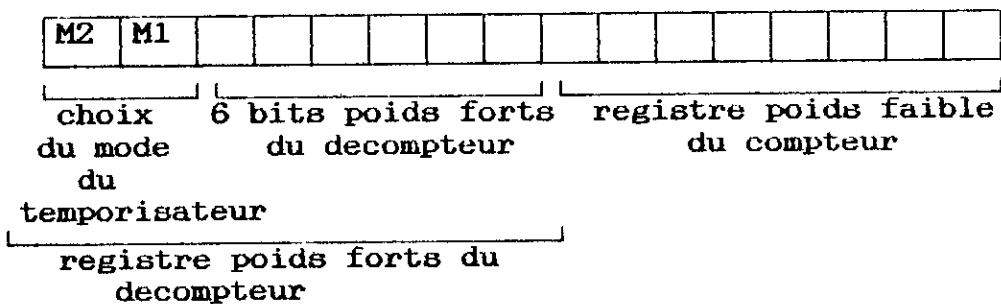 M2 M1
choix 6 bits poids forts registre poids faible
du mode du decompteur du compteur
du
temporisateur
registre poids forts du
decompteur